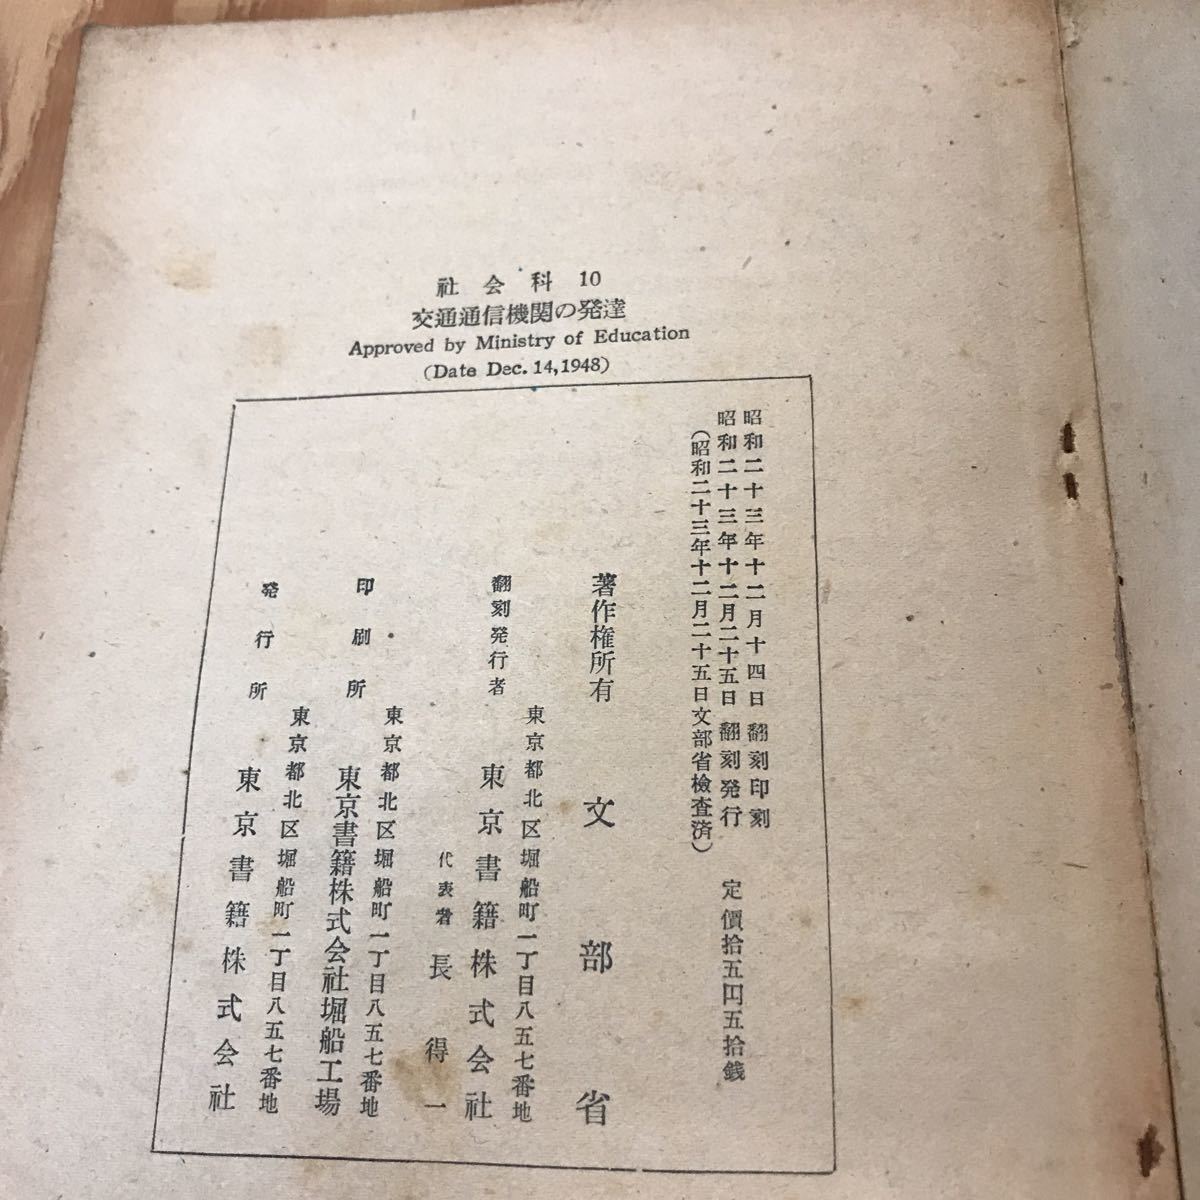 社会科 10
交通通信機関の発達
Approved by Ministry of Education
(Date Dec. 14,1948)
昭和二十三年十二月十四日 翻刻印刻
昭和二十三年十二月二十五日 翻刻発行
(昭和二十三年十二月二十五日文部省検査済)
定價拾五円五拾銭
著作権所有 文部省
翻刻発行者
東京都北区堀船町一丁目八五七番地
東京書籍株式会社
代表者 長得一
印刷所
東京都北区堀船町一丁目八五七番地
東京書籍株式会社堀船工場
発行所
東京都北区堀船町一丁目八五七番地
東京書籍株式会社